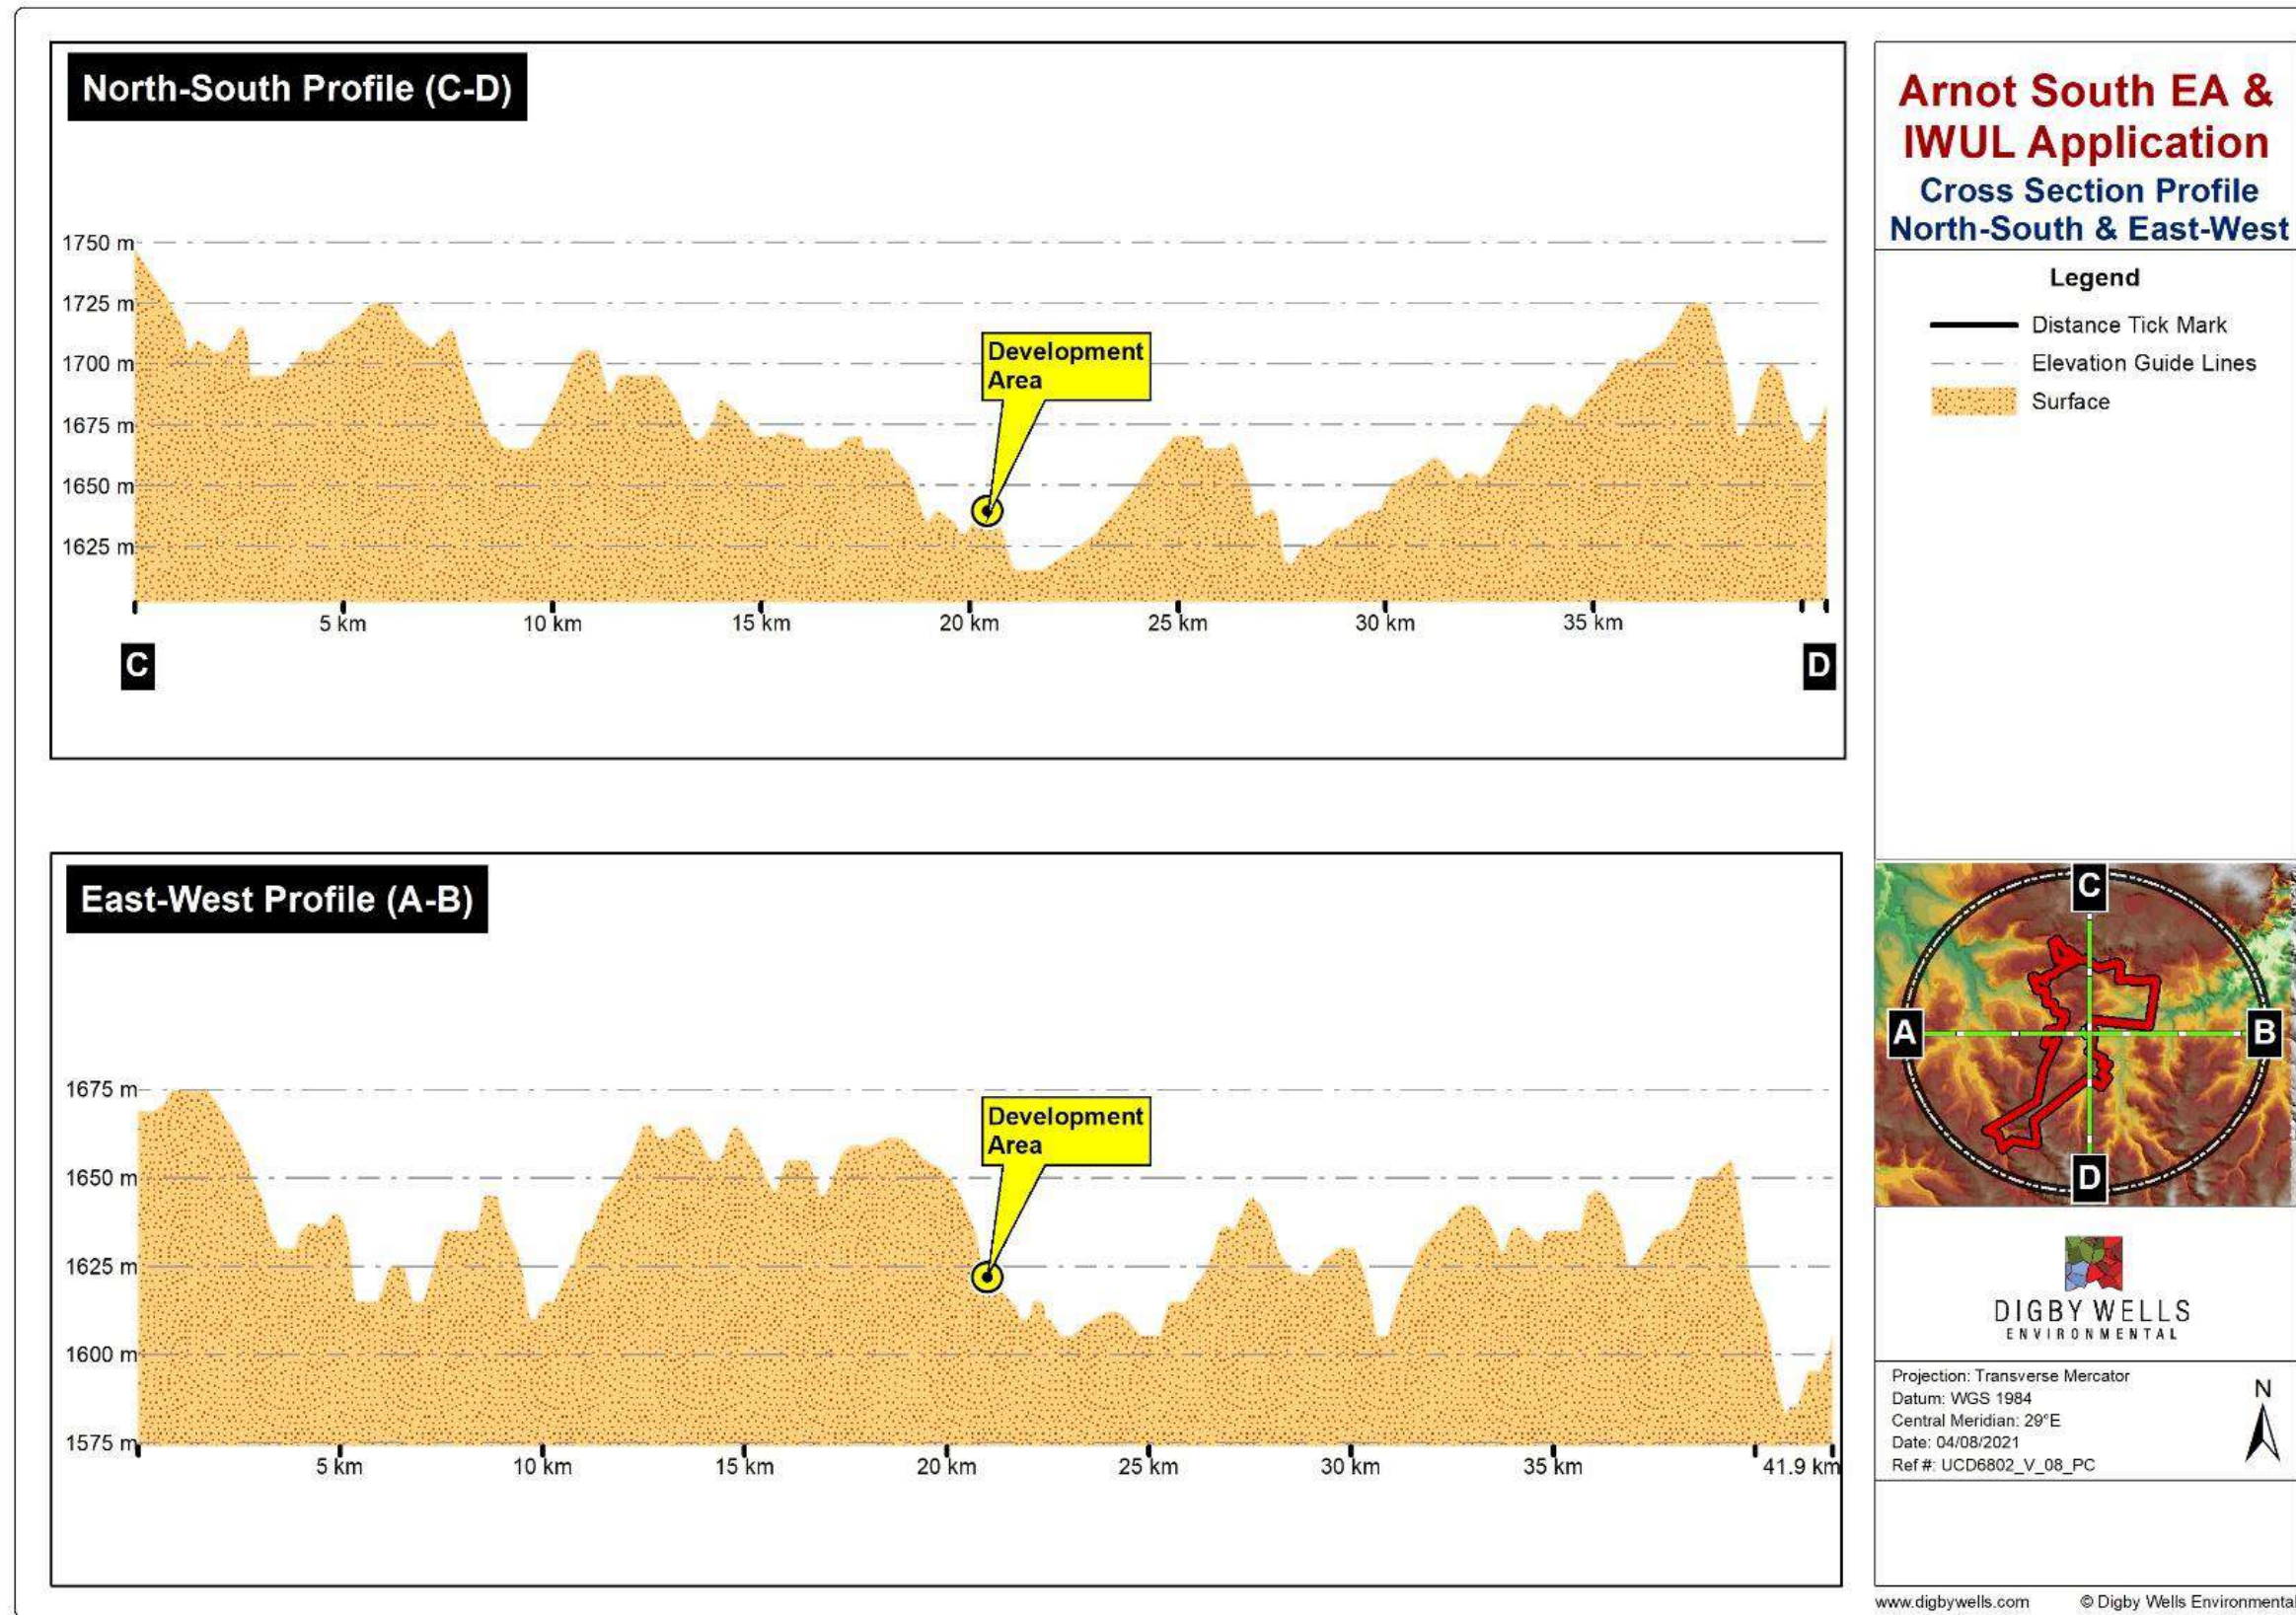 North-South Profile (C-D)
1750 m
1725 m
1700 m
1675 m
1650 m
1625 m
Development
Area
5 km
10 km
15 km
20 km
25 km
30 km
35 km
C
D
East-West Profile (A-B)
1675 m
1650 m
1625 m
1600 m
1575 m
Development
Area
5 km
10 km
15 km
20 km
25 km
30 km
35 km
41.9 km
Arnot South EA &
IWUL Application
Cross Section Profile
North-South & East-West
Legend
Distance Tick Mark
Elevation Guide Lines
Surface
C
A
B
D
DIGBY WELLS
ENVIRONMENTAL
Projection: Transverse Mercator
Datum: WGS 1984
Central Meridian: 29°E
Date: 04/08/2021
Ref #: UCD6802_V_08_PC
N
www.digbywells.com
© Digby Wells Environmenta